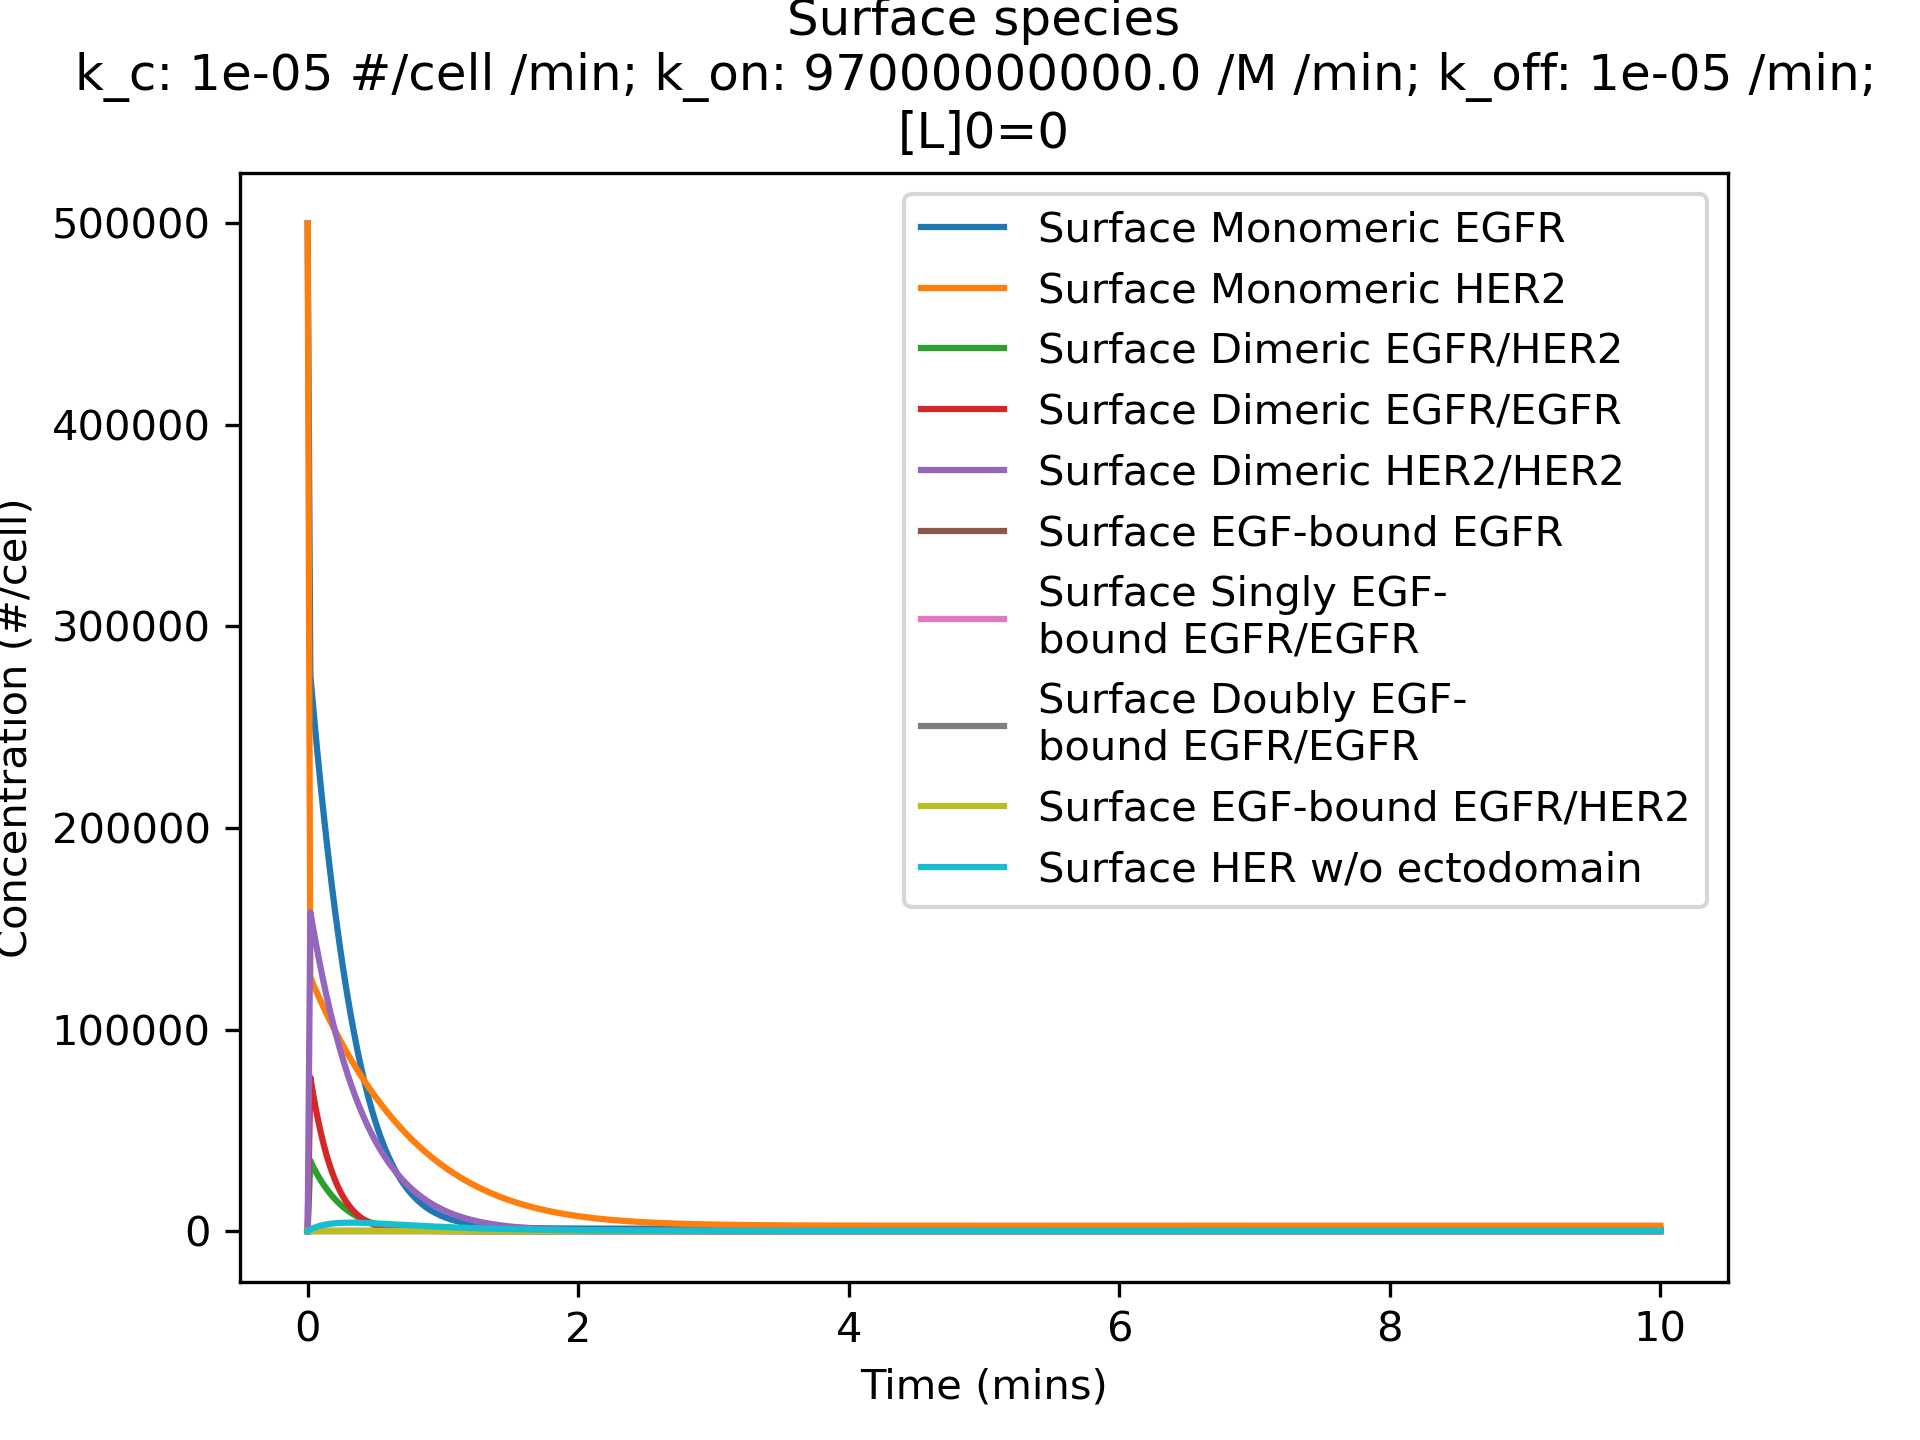 Surface species
k_c: 1e-05 #/cell /min; k_on: 97000000000.0 /M /min; k_off: 1e-05 /min;
[L]0=0
Concentration (#/cell)
500000
400000
300000
200000
100000
0
Surface Monomeric EGFR
Surface Monomeric HER2
Surface Dimeric EGFR/HER2
Surface Dimeric EGFR/EGFR
Surface Dimeric HER2/HER2
Surface EGF-bound EGFR
Surface Singly EGF-
bound EGFR/EGFR
Surface Doubly EGF-
bound EGFR/EGFR
Surface EGF-bound EGFR/HER2
Surface HER w/o ectodomain
0 2 4 6 8 10
Time (mins)